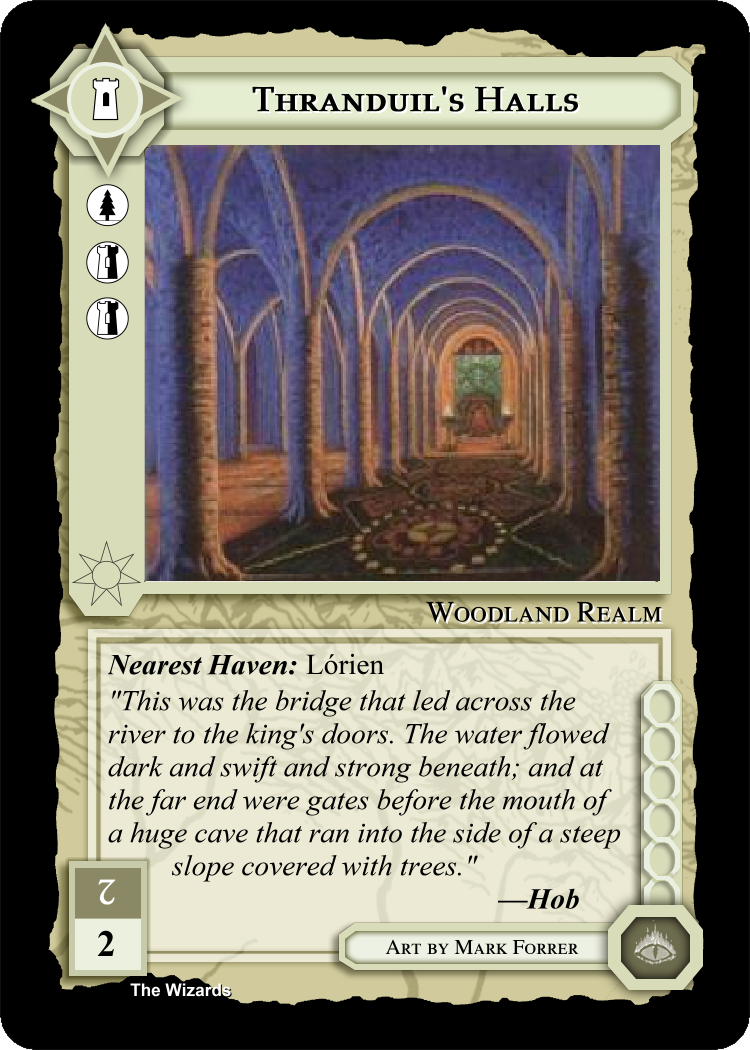 Thranduil's Halls
Woodland Realm
Nearest Haven: Lórien
"This was the bridge that led across the
river to the king's doors. The water flowed
dark and swift and strong beneath; and at
the far end were gates before the mouth of
a huge cave that ran into the side of a steep
slope covered with trees."
—Hob
2
2
Art by Mark Forrer
The Wizards